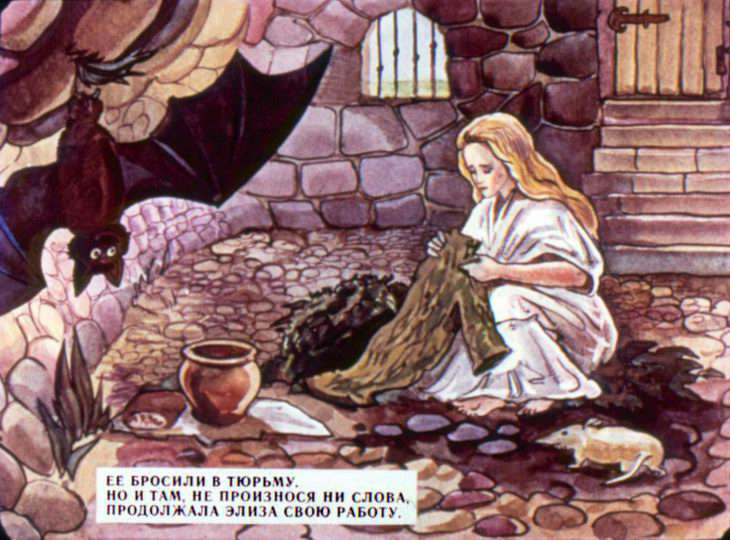 ЕЕ БРОСИЛИ В ТЮРЬМУ.
НО И ТАМ, НЕ ПРОИЗНОСЯ НИ СЛОВА,
ПРОДОЛЖАЛА ЭЛИЗА СВОЮ РАБОТУ.